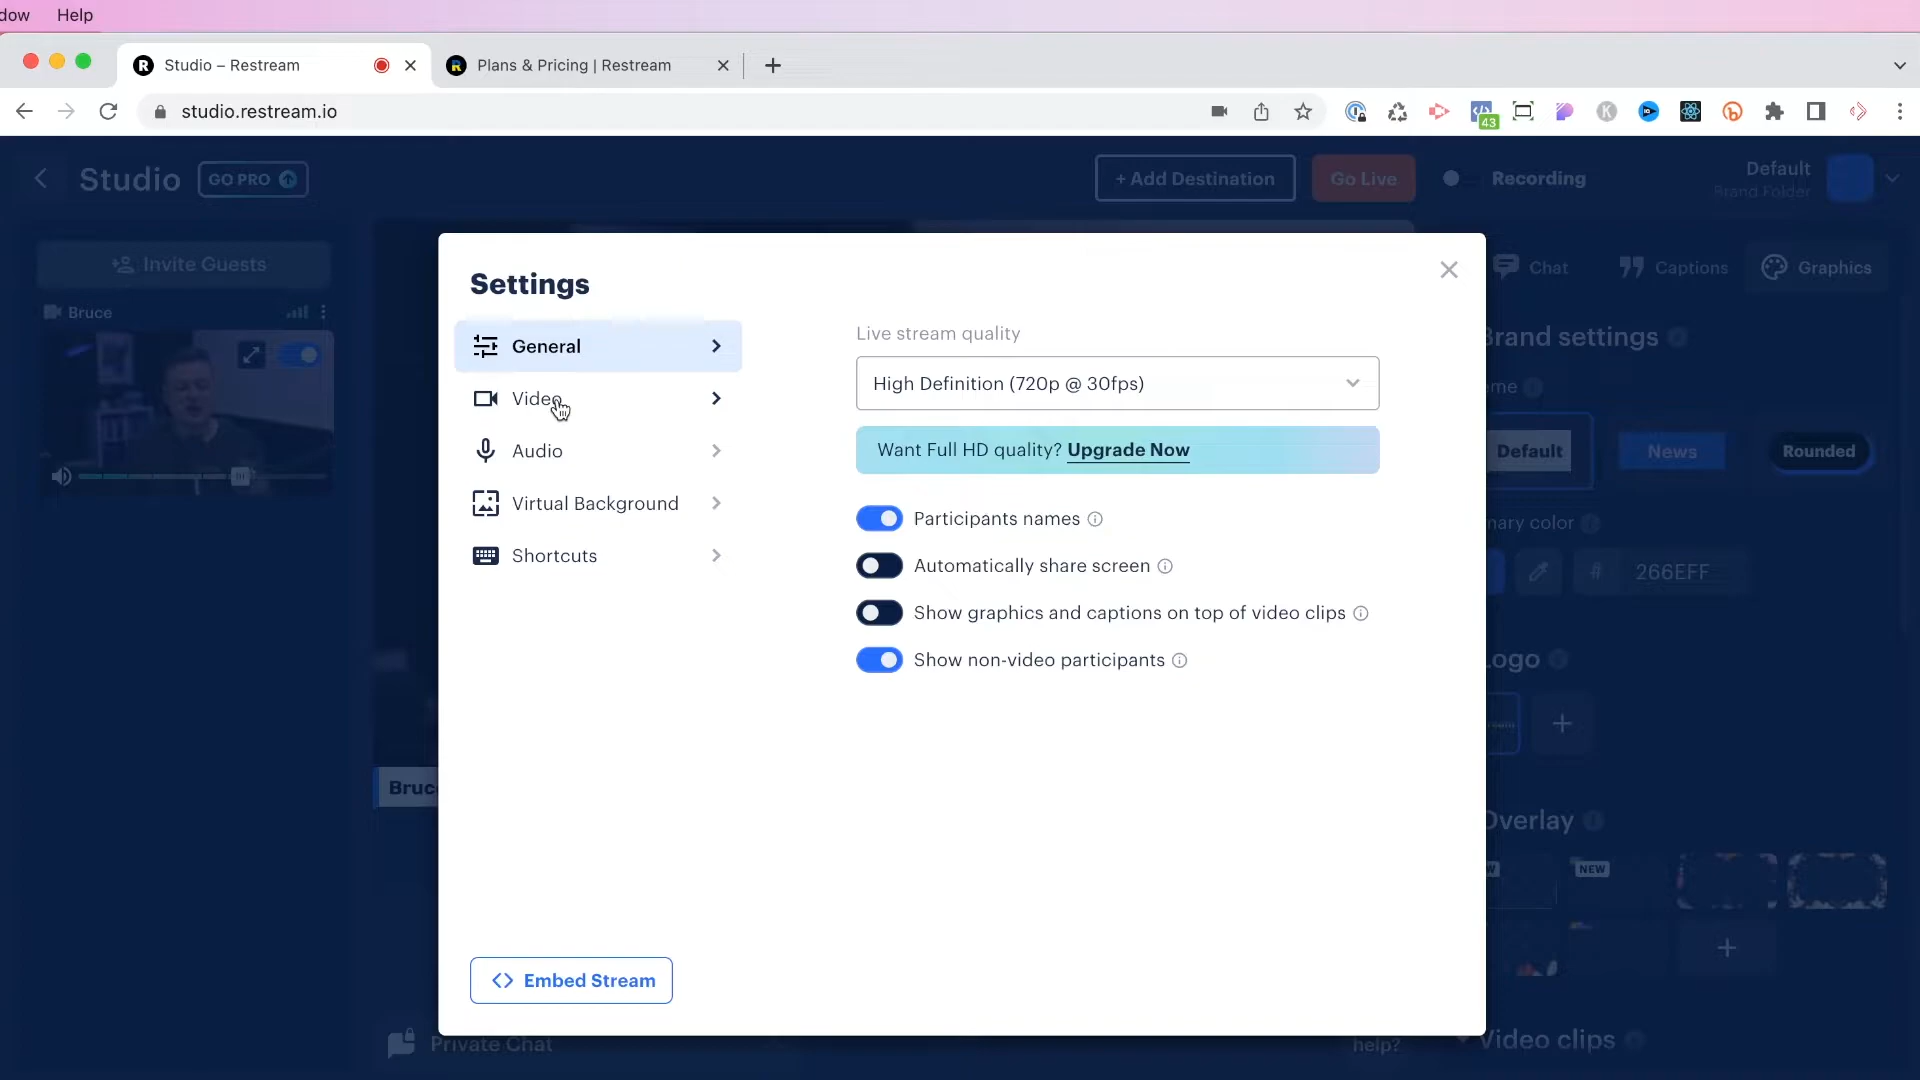 dow Help
Studio – Restream
Plans & Pricing | Restream
studio.restream.io
43
Studio
GO PRO
+ Add Destination
Go Live
Recording
Default
Brand Folder
Invite Guests
Bruce
Chat
Captions
Graphics
Settings
General
Video
Audio
Virtual Background
Shortcuts
Live stream quality
High Definition (720p @ 30fps)
Want Full HD quality? Upgrade Now
Participants names
Automatically share screen
Show graphics and captions on top of video clips
Show non-video participants
Embed Stream
Brand settings
Default
News
Rounded
# 266EFF
Logo
Overlay
NEW
Private Chat
help?
Video clips